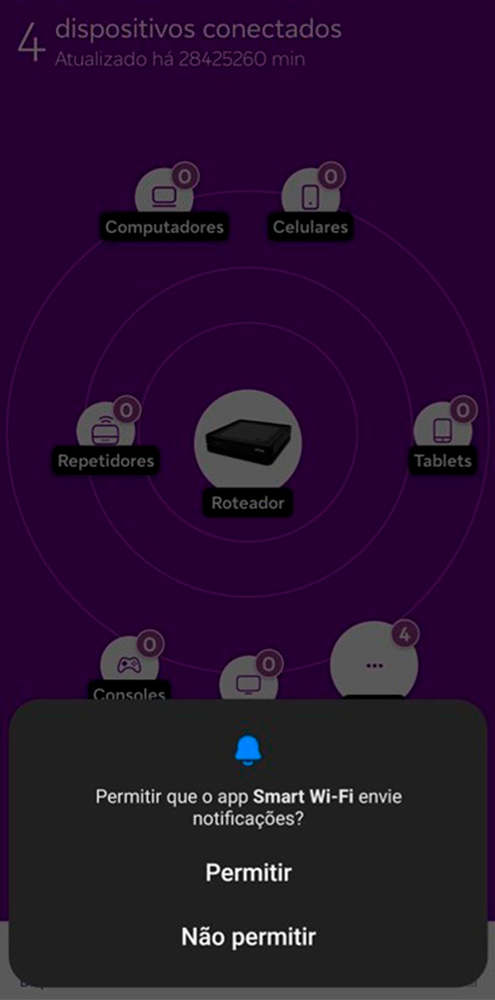 4 dispositivos conectados
Atualizado há 28425260 min
0
0
Computadores
Celulares
0
0
Repetidores
Tablets
Roteador
0
0
4
Consoles
Permitir que o app Smart Wi-Fi envie
notificações?
Permitir
Não permitir